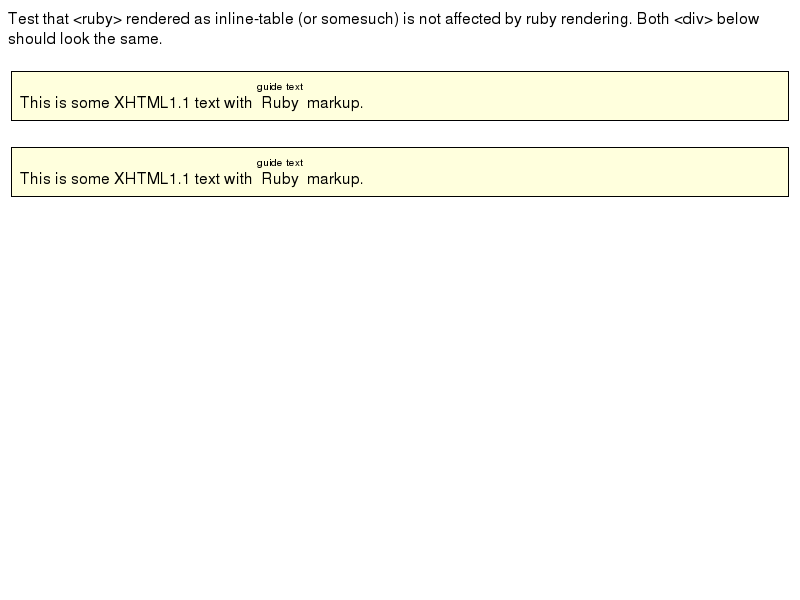 Test that <ruby> rendered as inline-table (or somesuch) is not affected by ruby rendering. Both <div> below
should look the same.
guide text
This is some XHTML1.1 text with Ruby markup.
guide text
This is some XHTML1.1 text with Ruby markup.